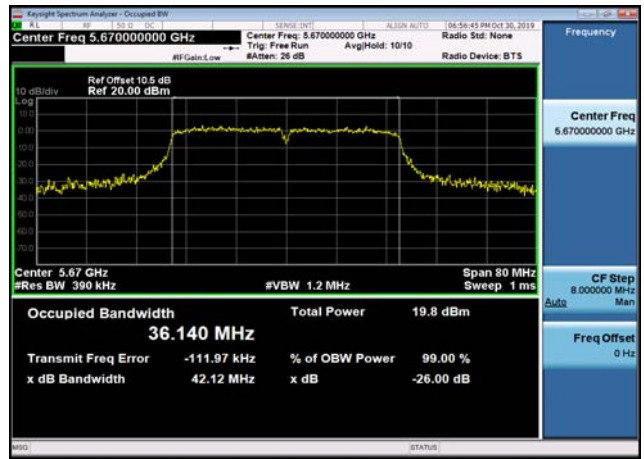 Keysight Spectrum Analyzer - Occupied BW
RL RF 50 Ω DC SENSE:INT ALIGN AUTO 06:56:45 PM Oct 30, 2019
Center Freq 5.670000000 GHz
Center Freq: 5.670000000 GHz
Radio Std: None
Trig: Free Run Avg|Hold: 10/10
#IFGain:Low
#Atten: 26 dB
Radio Device: BTS
Frequency
Ref Offset 10.5 dB
10 dB/div Ref 20.00 dBm
Log
10.0
0.00
-10.0
-20.0
-30.0
-40.0
-50.0
-60.0
-70.0
Center 5.67 GHz
Span 80 MHz
#Res BW 390 kHz
#VBW 1.2 MHz
Sweep 1 ms
Center Freq
5.670000000 GHz
CF Step
8.000000 MHz
Auto Man
Freq Offset
0 Hz
Occupied Bandwidth
36.140 MHz
Total Power 19.8 dBm
Transmit Freq Error -111.97 kHz
% of OBW Power 99.00 %
x dB Bandwidth 42.12 MHz
x dB -26.00 dB
MSG
STATUS